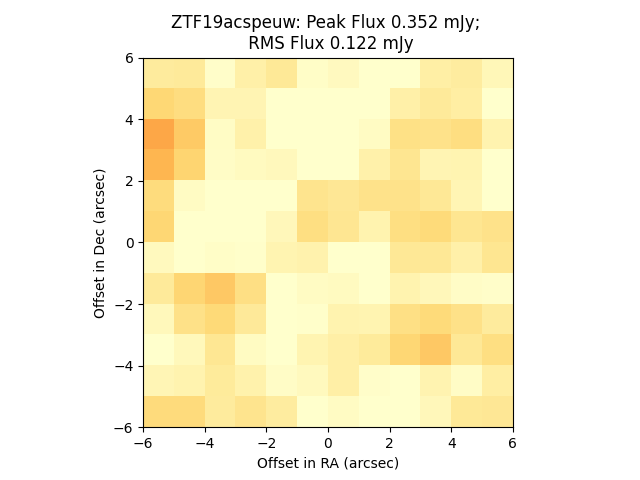 ZTF19acspeuw: Peak Flux 0.352 mJy;
RMS Flux 0.122 mJy
6
4
2
0
−2
−4
−6
Offset in Dec (arcsec)
−6 −4 −2 0 2 4 6
Offset in RA (arcsec)